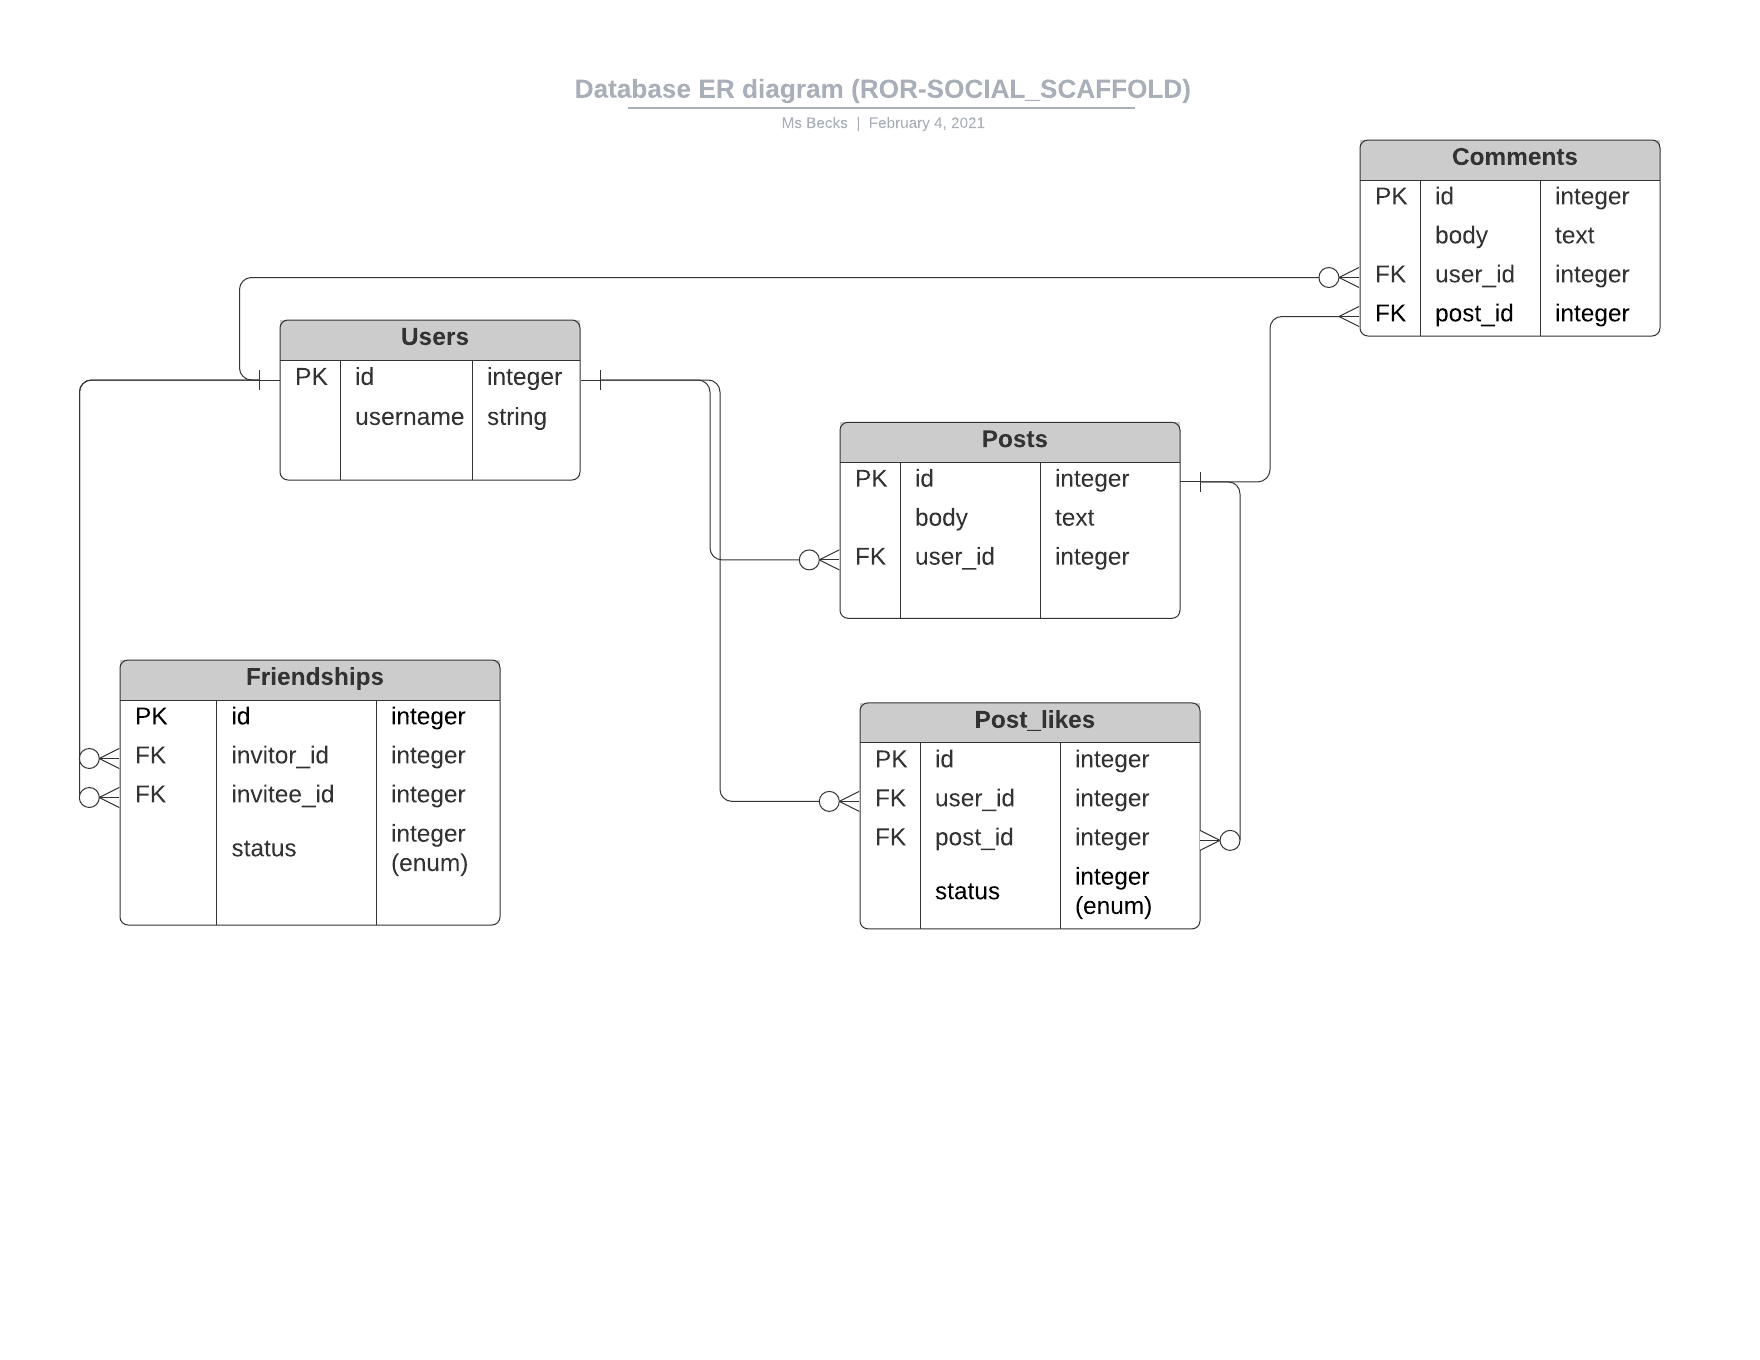 Database ER diagram (ROR-SOCIAL_SCAFFOLD)
Ms Becks | February 4, 2021
Comments
PK id integer
body text
FK user_id integer
FK post_id integer
Users
PK id integer
username string
Posts
PK id integer
body text
FK user_id integer
Friendships
PK id integer
FK invitor_id integer
FK invitee_id integer
status integer
(enum)
Post_likes
PK id integer
FK user_id integer
FK post_id integer
status integer
(enum)